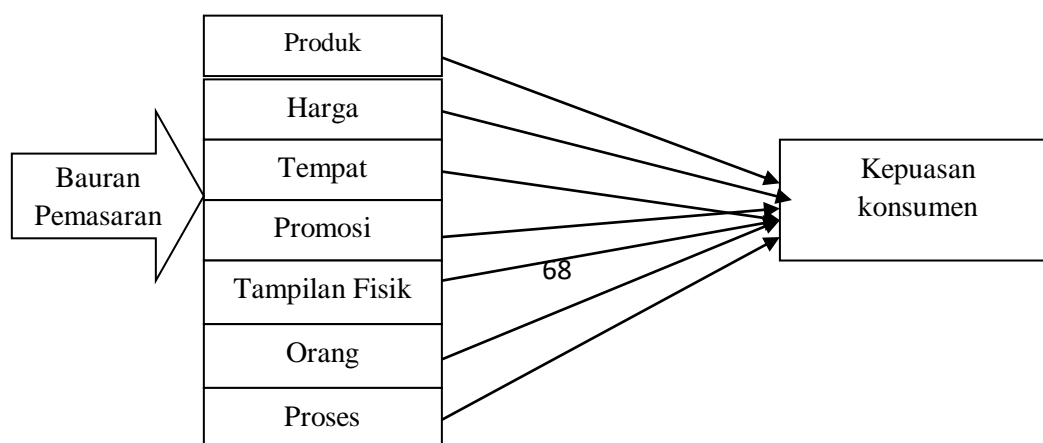 Bauran
Pemasaran
Produk
Harga
Tempat
Promosi
Tampilan Fisik
Orang
Proses
68
Kepuasan
konsumen